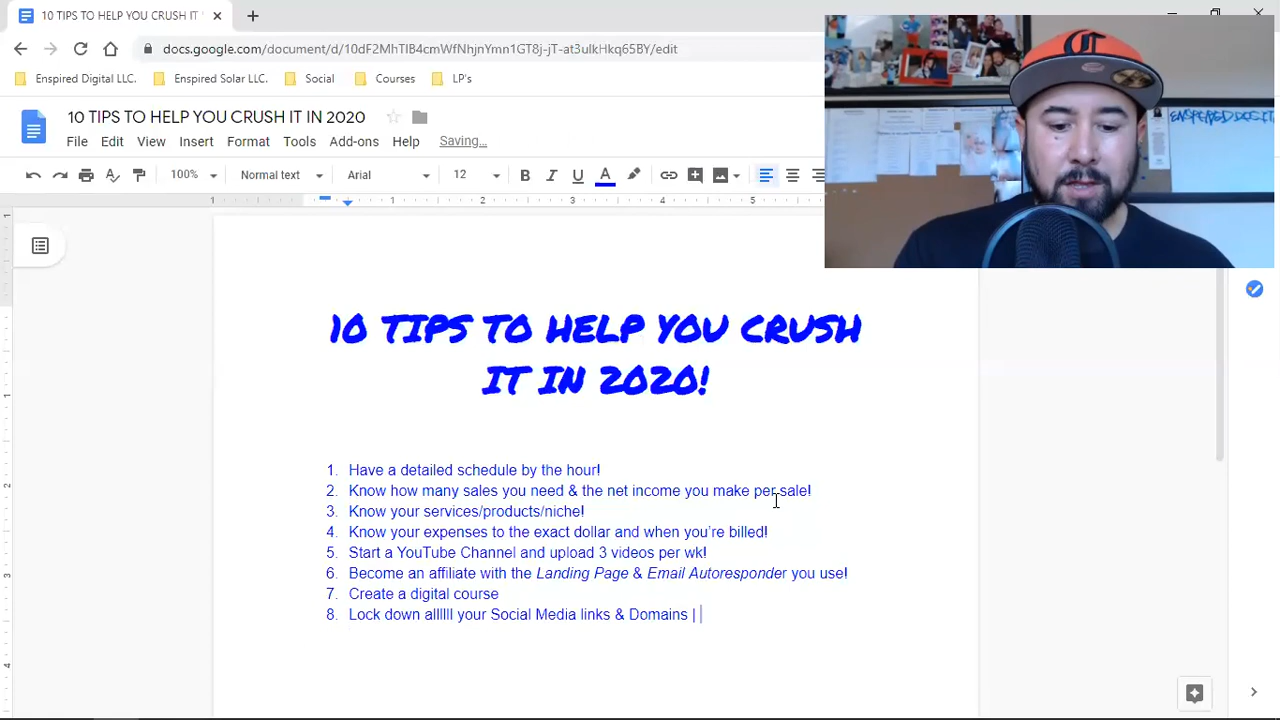 10 TIPS TO HELP YOU CRUSH IT
docs.google.com/document/d/10dF2MhTIB4cmWfNhjnYmn1GT8j-jT-at3ulkHkq65BY/edit
Enspired Digital LLC. Enspired Solar LLC. Social Courses LP's
10 TIPS TO HELP YOU CRUSH IT IN 2020
File Edit View Insert Format Tools Add-ons Help Saving...
100% Normal text Arial 12
1 1 2 3 4 5
10 TIPS TO HELP YOU CRUSH
IT IN 2020!
1. Have a detailed schedule by the hour!
2. Know how many sales you need & the net income you make per sale!
3. Know your services/products/niche!
4. Know your expenses to the exact dollar and when you're billed!
5. Start a YouTube Channel and upload 3 videos per wk!
6. Become an affiliate with the Landing Page & Email Autoresponder you use!
7. Create a digital course
8. Lock down allllll your Social Media links & Domains |